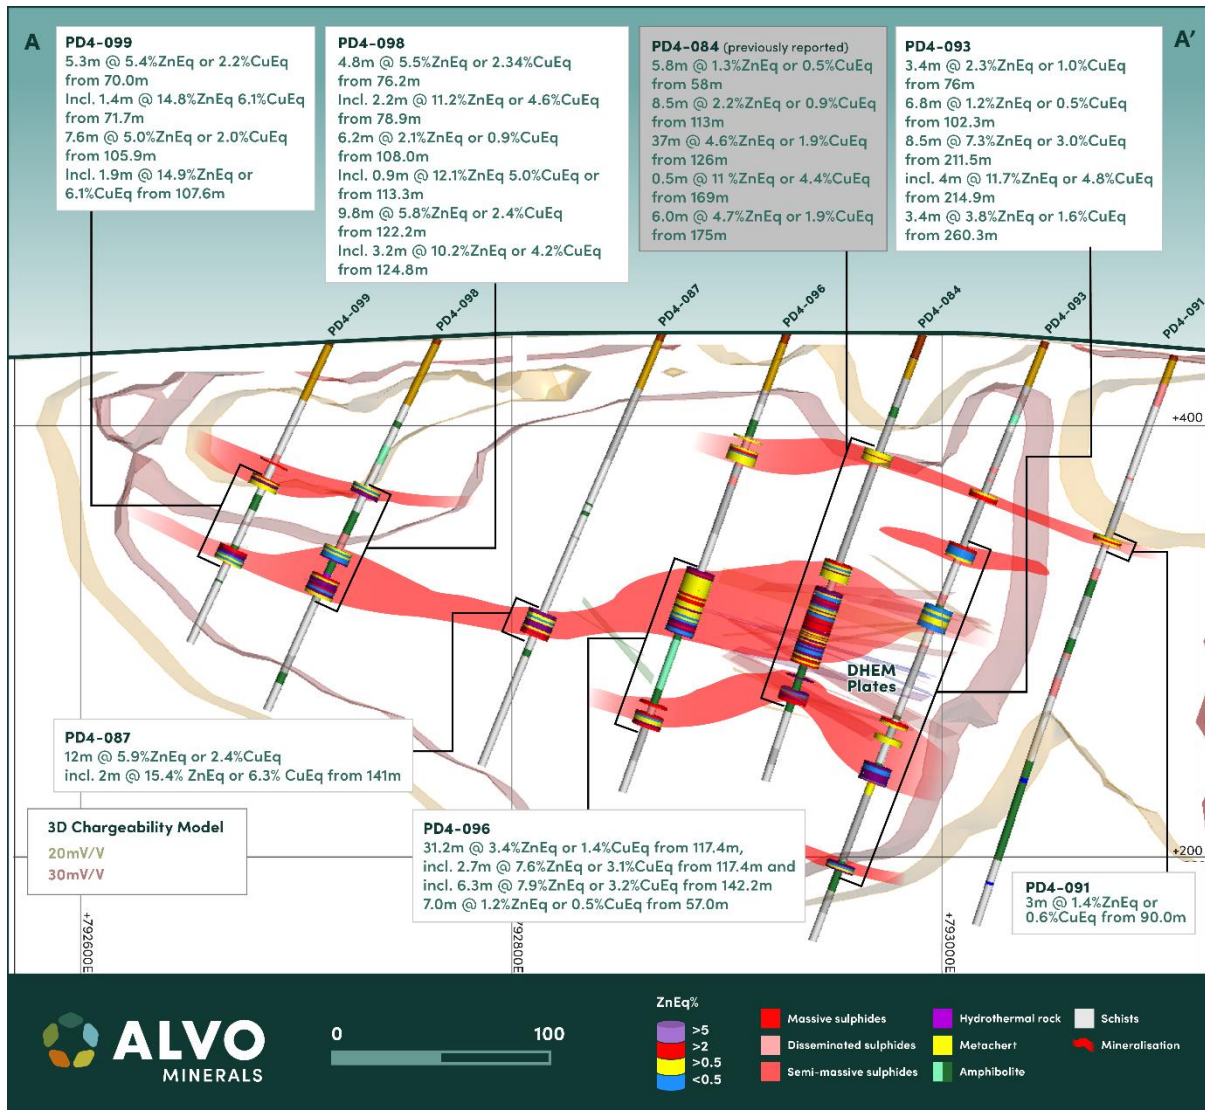 A
A'
PD4-099
5.3m @ 5.4%ZnEq or 2.2%CuEq
from 70.0m
Incl. 1.4m @ 14.8%ZnEq 6.1%CuEq
from 71.7m
7.6m @ 5.0%ZnEq or 2.0%CuEq
from 105.9m
Incl. 1.9m @ 14.9%ZnEq or
6.1%CuEq from 107.6m
PD4-098
4.8m @ 5.5%ZnEq or 2.34%CuEq
from 76.2m
Incl. 2.2m @ 11.2%ZnEq or 4.6%CuEq
from 78.9m
6.2m @ 2.1%ZnEq or 0.9%CuEq
from 108.0m
Incl. 0.9m @ 12.1%ZnEq 5.0%CuEq or
from 113.3m
9.8m @ 5.8%ZnEq or 2.4%CuEq
from 122.2m
Incl. 3.2m @ 10.2%ZnEq or 4.2%CuEq
from 124.8m
PD4-084 (previously reported)
5.8m @ 1.3%ZnEq or 0.5%CuEq
from 58m
8.5m @ 2.2%ZnEq or 0.9%CuEq
from 113m
37m @ 4.6%ZnEq or 1.9%CuEq
from 126m
0.5m @ 11 %ZnEq or 4.4%CuEq
from 169m
6.0m @ 4.7%ZnEq or 1.9%CuEq
from 175m
PD4-093
3.4m @ 2.3%ZnEq or 1.0%CuEq
from 76m
6.8m @ 1.2%ZnEq or 0.5%CuEq
from 102.3m
8.5m @ 7.3%ZnEq or 3.0%CuEq
from 211.5m
incl. 4m @ 11.7%ZnEq or 4.8%CuEq
from 214.9m
3.4m @ 3.8%ZnEq or 1.6%CuEq
from 260.3m
PD4-099
PD4-098
PD4-087
PD4-096
PD4-084
PD4-093
PD4-091
+400
DHEM
Plates
PD4-087
12m @ 5.9%ZnEq or 2.4%CuEq
incl. 2m @ 15.4% ZnEq or 6.3% CuEq from 141m
3D Chargeability Model
20mV/V
30mV/V
PD4-096
31.2m @ 3.4%ZnEq or 1.4%CuEq from 117.4m,
incl. 2.7m @ 7.6%ZnEq or 3.1%CuEq from 117.4m and
incl. 6.3m @ 7.9%ZnEq or 3.2%CuEq from 142.2m
7.0m @ 1.2%ZnEq or 0.5%CuEq from 57.0m
+200
PD4-091
3m @ 1.4%ZnEq or
0.6%CuEq from 90.0m
+792600E
+792800E
+793000E
ALVO
MINERALS
0
100
ZnEq%
>5
>2
>0.5
<0.5
Massive sulphides
Disseminated sulphides
Semi-massive sulphides
Hydrothermal rock
Metachert
Amphibolite
Schists
Mineralisation